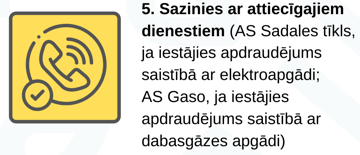 5. Sazinies ar attiecīgajiem
dienestiem (AS Sadales tīkls,
ja iestājies apdraudējums
saistībā ar elektroapgādi;
AS Gaso, ja iestājies
apdraudējums saistībā ar
dabasgāzes apgādi)